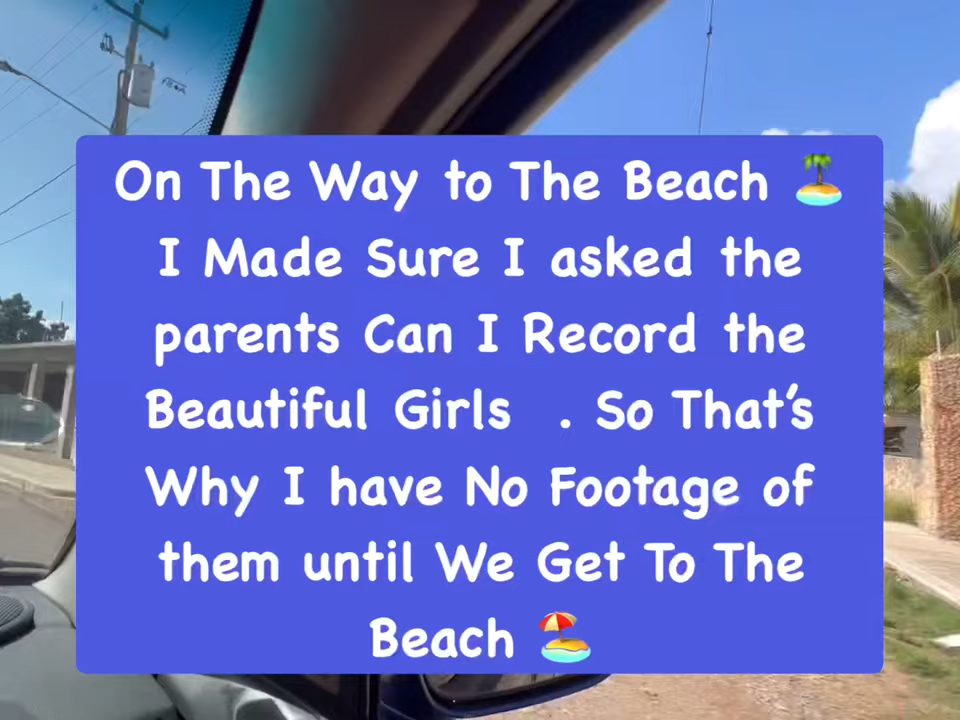 On The Way to The Beach 🏝️
I Made Sure I asked the
parents Can I Record the
Beautiful Girls  . So That's
Why I have No Footage of
them until We Get To The
Beach 🏖️